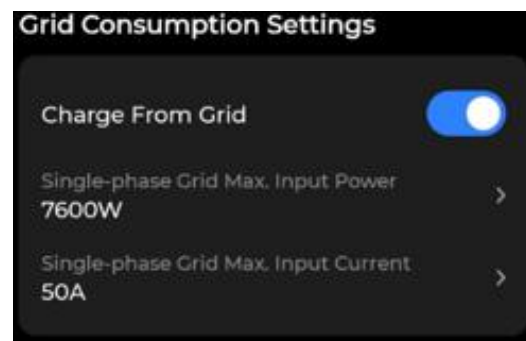 Grid Consumption Settings
Charge From Grid
Single-phase Grid Max. Input Power
7600W
Single-phase Grid Max. Input Current
50A